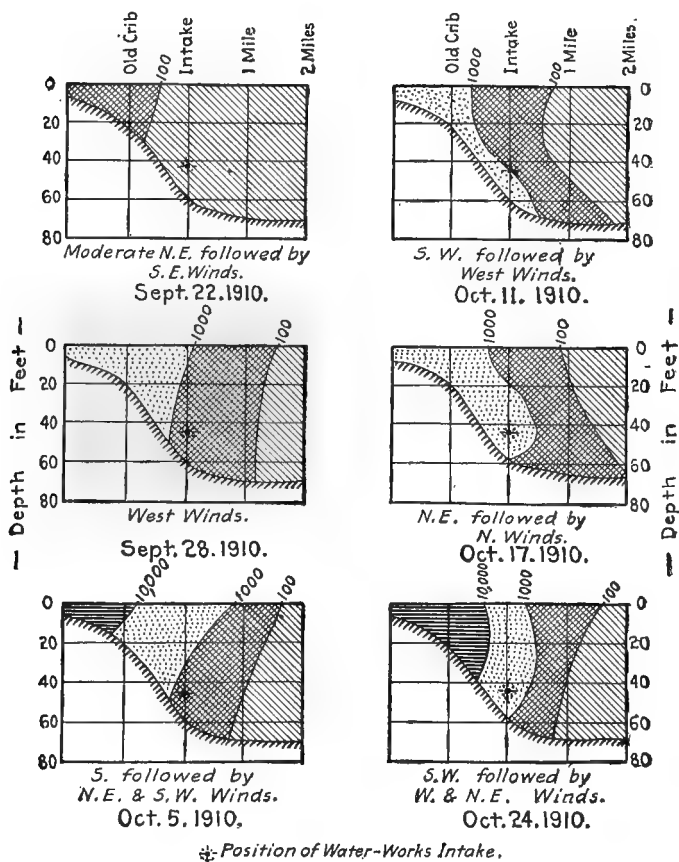 Old Crib
Intake
1 Mile
2 Miles
Old Crib
Intake
1 Mile
2 Miles.
100
1000
100
0
20
40
60
80
0
20
40
60
80
Moderate N.E. followed by
S.E. Winds.
Sept. 22. 1910.
S. W. followed by
West Winds.
Oct. 11. 1910.
1000
100
1000
100
0
20
40
60
80
0
20
40
60
80
West Winds.
Sept. 28. 1910.
N.E. followed by
N. Winds.
Oct. 17. 1910.
10,000
1000
100
10,000
1000
100
0
20
40
60
80
0
20
40
60
80
S. followed by
N.E. & S.W. Winds.
Oct. 5. 1910,
S.W. followed by
W. & N.E. Winds.
Oct. 24. 1910.
— Depth in Feet —
— Depth in Feet —
Position of Water-Works Intake.